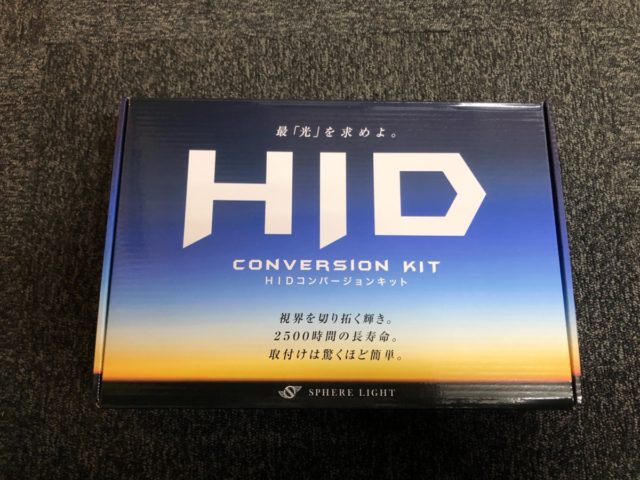 最「光」を求めよ。
HID
CONVERSION KIT
HIDコンバージョンキット
視界を切り拓く輝き。
2500時間の長寿命。
取付けは驚くほど簡単。
SPHERE LIGHT